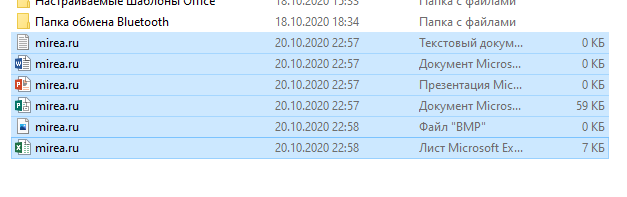 Настраиваемые шаблоны Office 18.10.2020 15:33 Папка с файлами
Папка обмена Bluetooth 18.10.2020 18:34 Папка с файлами
mirea.ru 20.10.2020 22:57 Текстовый докум... 0 КБ
mirea.ru 20.10.2020 22:57 Документ Micros... 0 КБ
mirea.ru 20.10.2020 22:57 Презентация Mic... 0 КБ
mirea.ru 20.10.2020 22:57 Документ Micros... 59 КБ
mirea.ru 20.10.2020 22:58 Файл "BMP" 0 КБ
mirea.ru 20.10.2020 22:58 Лист Microsoft Ex... 7 КБ